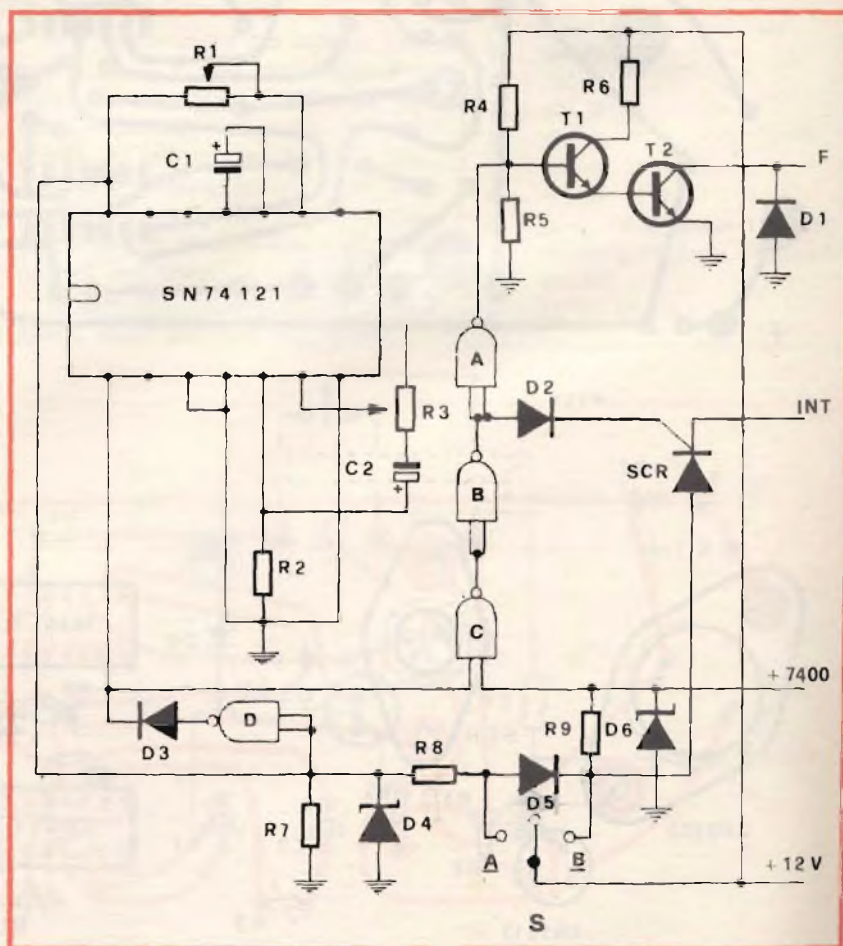 R1
C1
R4
R6
T1
T2
F
R5
D1
SN74121
A
D2
INT
R3
SCR
C2
B
R2
C
+ 7400
D
D3
R8
R9
D6
D5
R7
D4
A
B
+ 12 V
S